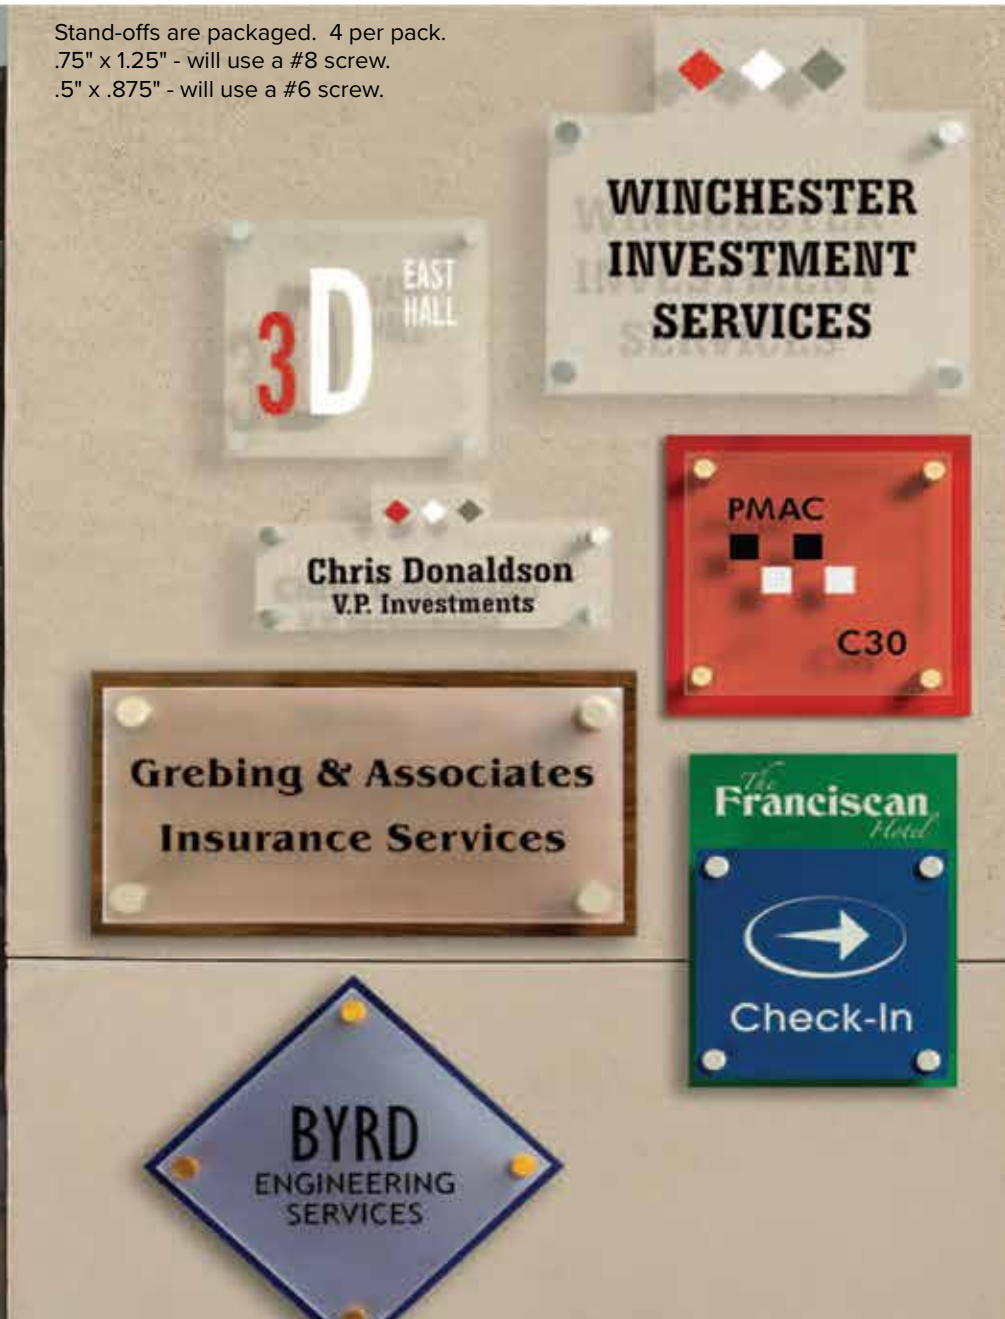 Stand-offs are packaged. 4 per pack.
.75" x 1.25" - will use a #8 screw.
.5" x .875" - will use a #6 screw.
WINCHESTER
INVESTMENT
SERVICES
3D
EAST
HALL
Chris Donaldson
V.P. Investments
PMAC
C30
Grebing & Associates
Insurance Services
The
Franciscan
Hotel
Check-In
BYRD
ENGINEERING
SERVICES